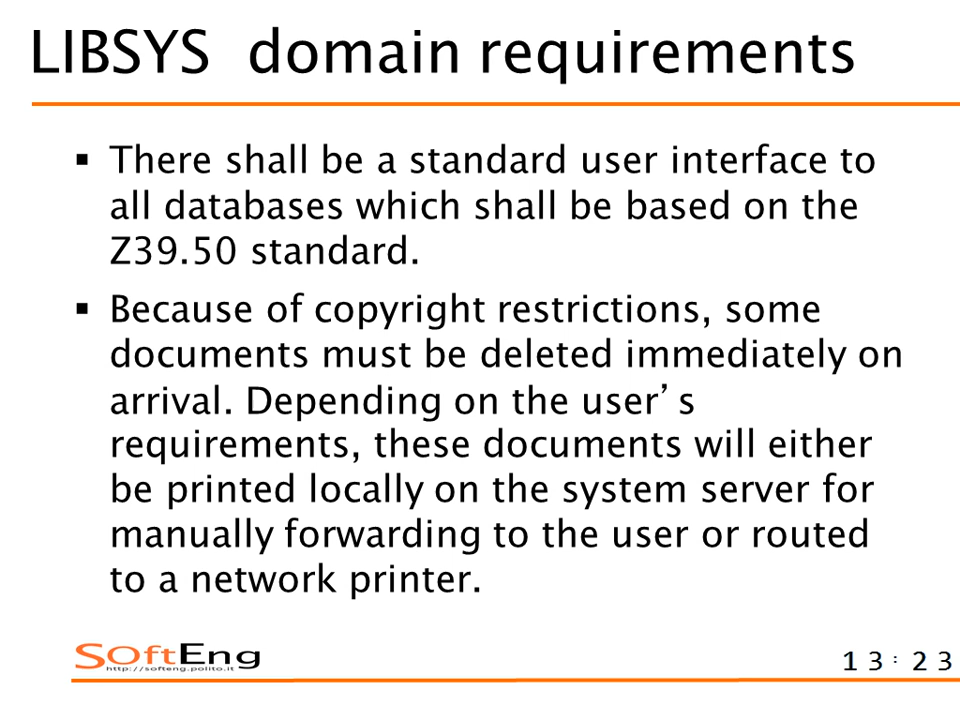 LIBSYS domain requirements
▪ There shall be a standard user interface to
all databases which shall be based on the
Z39.50 standard.
▪ Because of copyright restrictions, some
documents must be deleted immediately on
arrival. Depending on the user’s
requirements, these documents will either
be printed locally on the system server for
manually forwarding to the user or routed
to a network printer.
SoftEng
http://softeng.polito.it
13:23